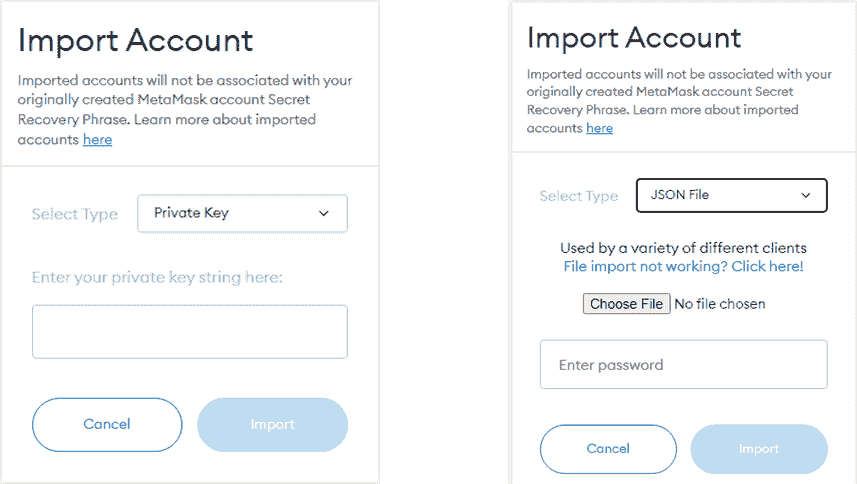 Import Account
Imported accounts will not be associated with your
originally created MetaMask account Secret
Recovery Phrase. Learn more about imported
accounts here
Select Type
Private Key
Enter your private key string here:
Cancel
Import
Import Account
Imported accounts will not be associated with your
originally created MetaMask account Secret
Recovery Phrase. Learn more about imported
accounts here
Select Type
JSON File
Used by a variety of different clients
File import not working? Click here!
Choose File No file chosen
Enter password
Cancel
Import